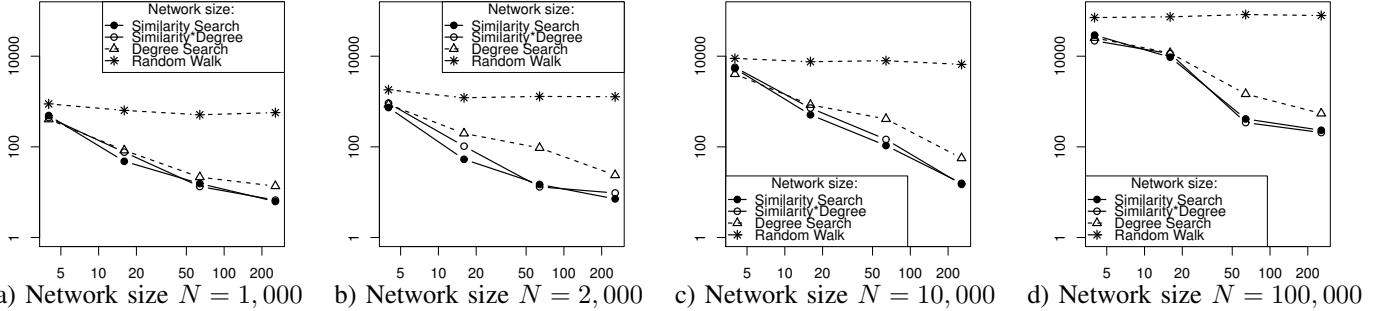 Network size:
Similarity Search
Similarity*Degree
Degree Search
Random Walk
10000
100
1
5 10 20 50 100 200
a) Network size N = 1, 000
Network size:
Similarity Search
Similarity*Degree
Degree Search
Random Walk
10000
100
1
5 10 20 50 100 200
b) Network size N = 2, 000
10000
100
1
Network size:
Similarity Search
Similarity*Degree
Degree Search
Random Walk
5 10 20 50 100 200
c) Network size N = 10, 000
10000
100
1
Network size:
Similarity Search
Similarity*Degree
Degree Search
Random Walk
5 10 20 50 100 200
d) Network size N = 100, 000